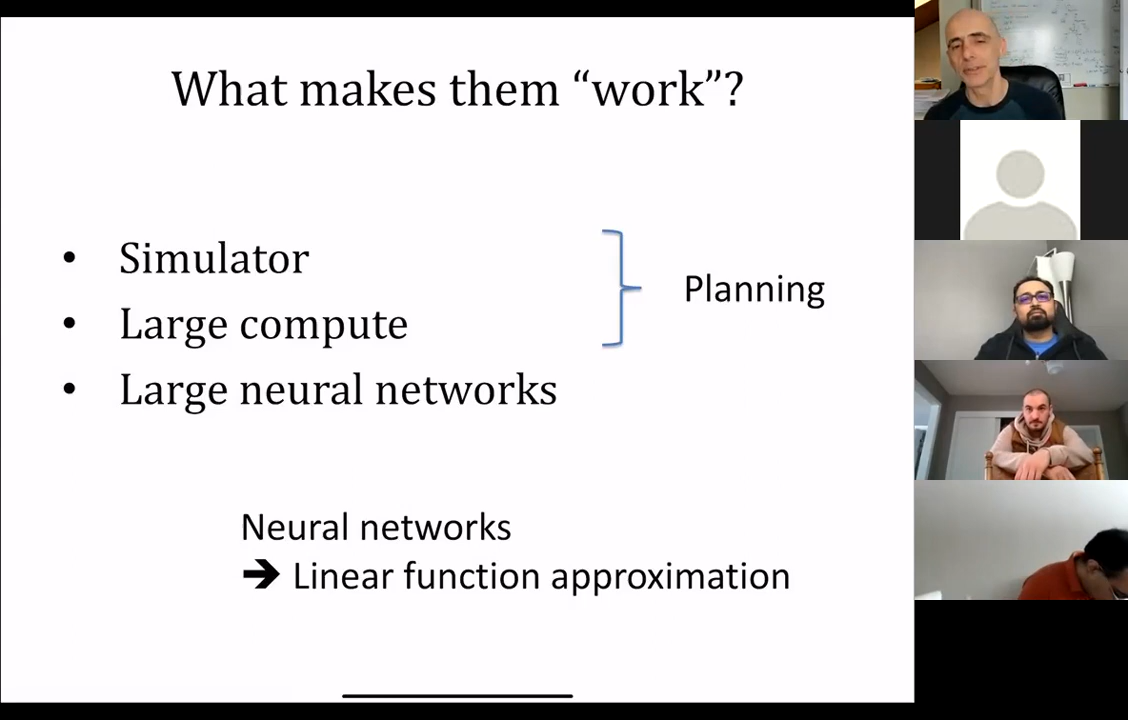 What makes them “work”?
• Simulator
• Large compute
• Large neural networks
Planning
Neural networks
➔ Linear function approximation